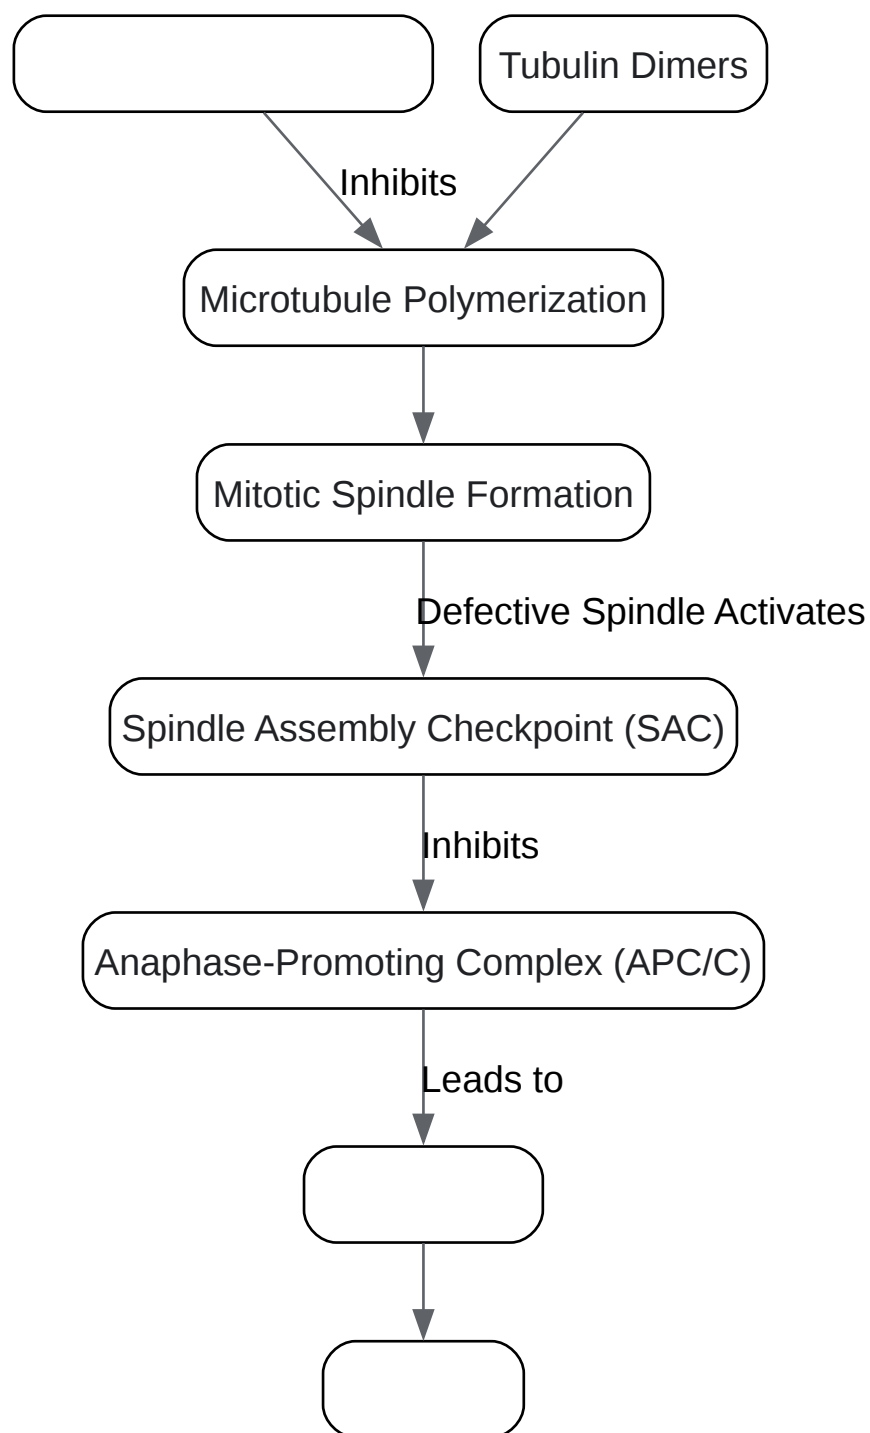 Tubulin Dimers
Inhibits
Microtubule Polymerization
Mitotic Spindle Formation
Defective Spindle Activates
Spindle Assembly Checkpoint (SAC)
Inhibits
Anaphase-Promoting Complex (APC/C)
Leads to